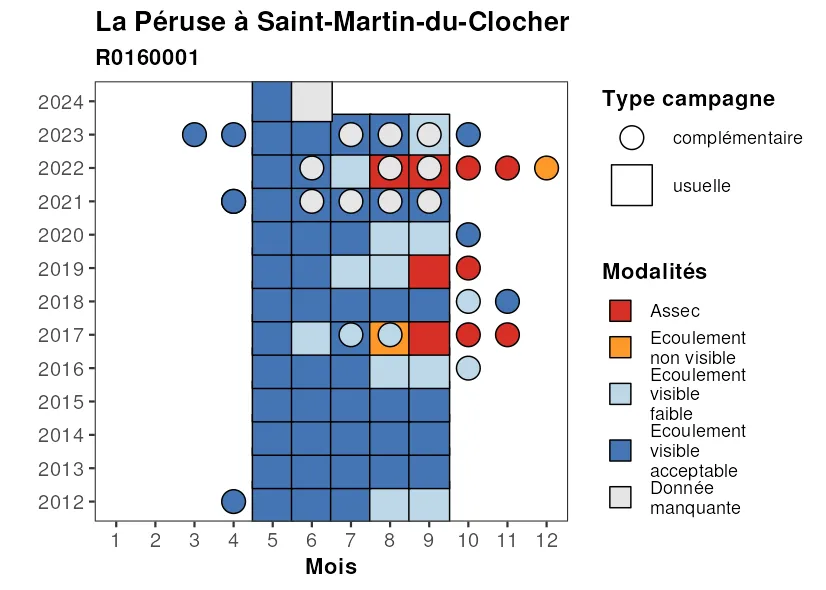 La Péruse à Saint-Martin-du-Clocher
R0160001
2024
2023
2022
2021
2020
2019
2018
2017
2016
2015
2014
2013
2012
1 2 3 4 5 6 7 8 9 10 11 12
Mois
Type campagne
complémentaire
usuelle
Modalités
Assec
Ecoulement
non visible
Ecoulement
visible
faible
Ecoulement
visible
acceptable
Donnée
manquante